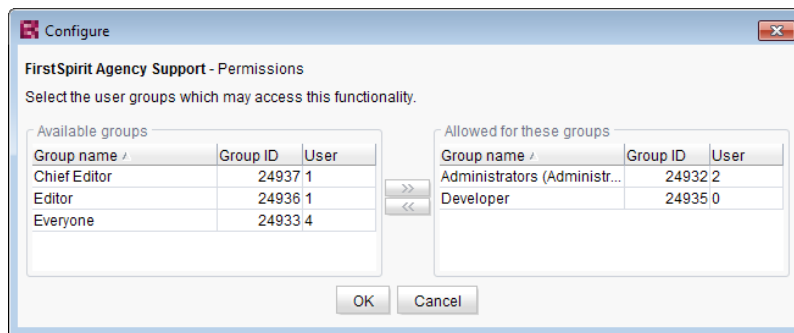 Configure
FirstSpirit Agency Support - Permissions
Select the user groups which may access this functionality.
Available groups
Group name Group ID User
Chief Editor 24937 1
Editor 24936 1
Everyone 24933 4
>>
<<
Allowed for these groups
Group name Group ID User
Administrators (Administr... 24932 2
Developer 24935 0
OK Cancel